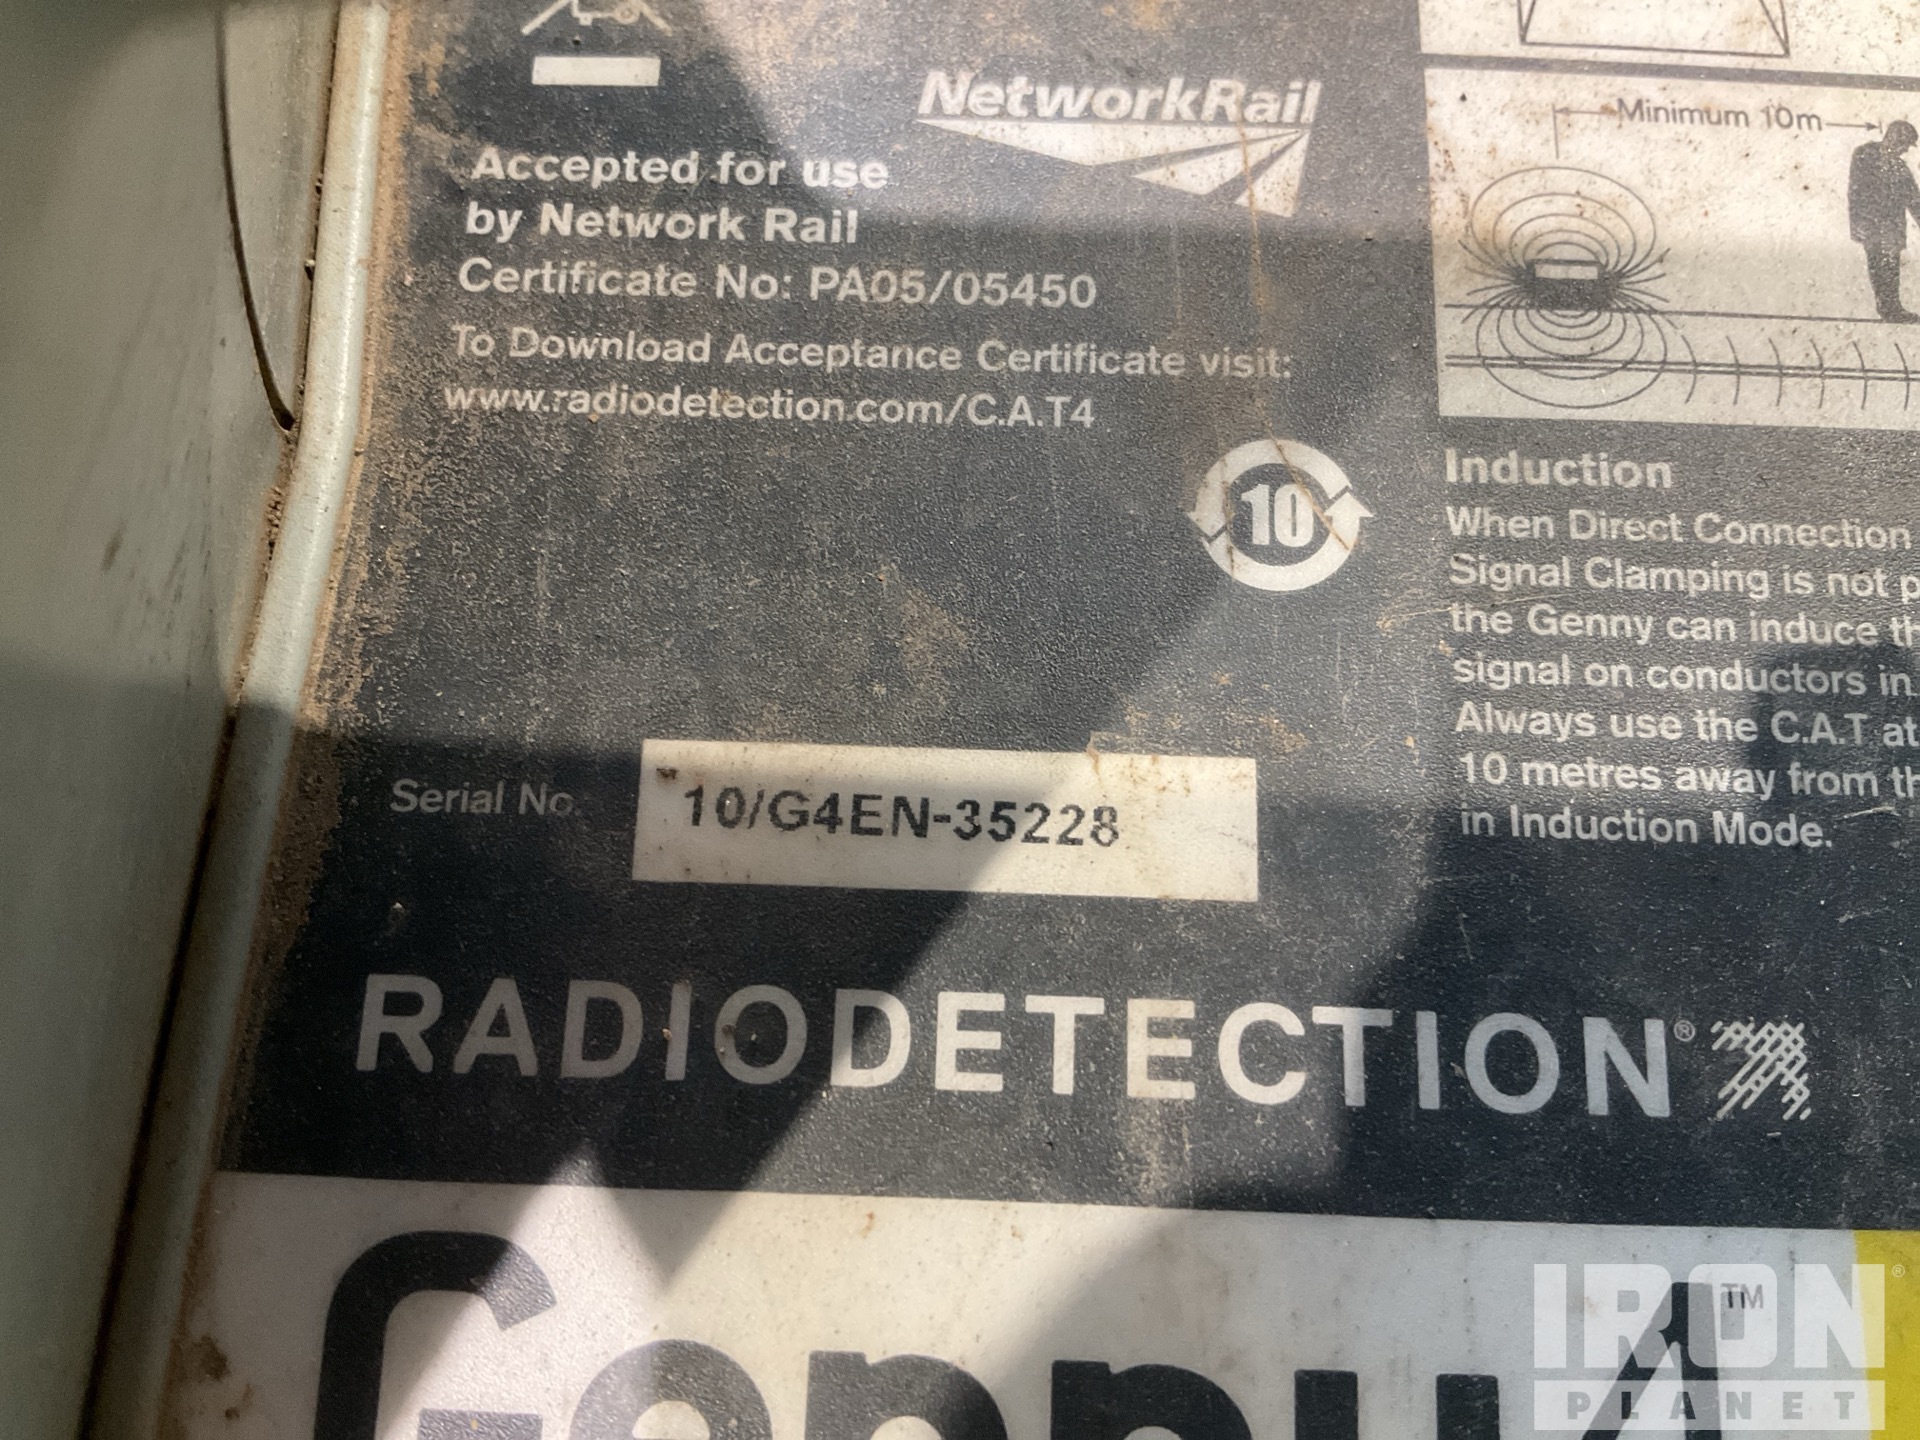 NetworkRail
Accepted for use
by Network Rail
Certificate No: PA05/05450
To Download Acceptance Certificate visit:
www.radiodetection.com/C.A.T4
10
Minimum 10m
Induction
When Direct Connection
Signal Clamping is not p
the Genny can induce th
signal on conductors in
Always use the C.A.T at
10 metres away from th
in Induction Mode.
Serial No. 10/G4EN-35228
RADIODETECTION®
Genny4™
IRON®
PLANET